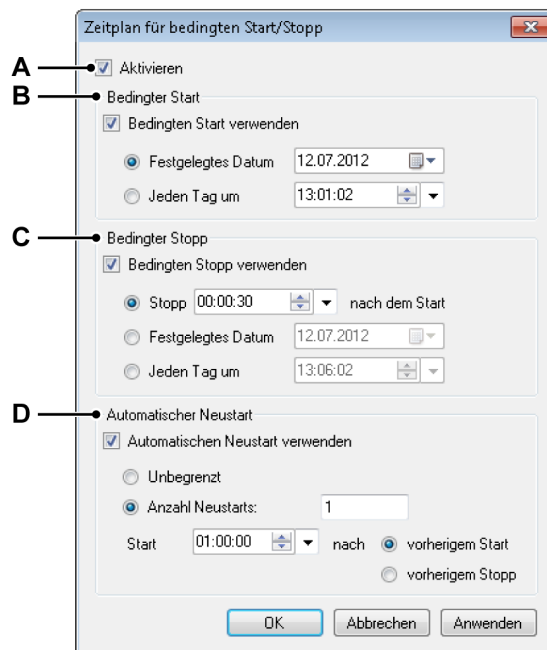 Zeitplan für bedingten Start/Stopp
A
Aktivieren
B
Bedingter Start
Bedingten Start verwenden
Festgelegtes Datum 12.07.2012
Jeden Tag um 13:01:02
C
Bedingter Stopp
Bedingten Stopp verwenden
Stopp 00:00:30 nach dem Start
Festgelegtes Datum 12.07.2012
Jeden Tag um 13:06:02
D
Automatischer Neustart
Automatischen Neustart verwenden
Unbegrenzt
Anzahl Neustarts: 1
Start 01:00:00 nach vorherigem Start
vorherigem Stopp
OK Abbrechen Anwenden